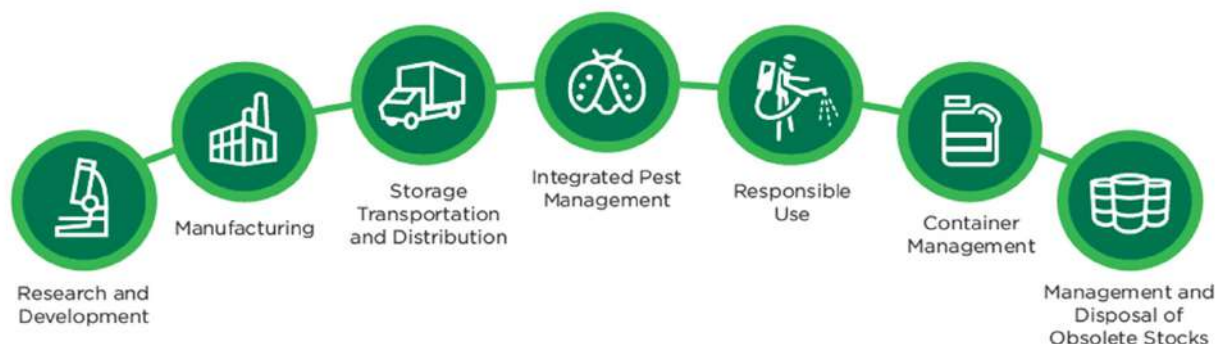 Research and
Development
Manufacturing
Storage
Transportation
and Distribution
Integrated Pest
Management
Responsible
Use
Container
Management
Management and
Disposal of
Obsolete Stocks